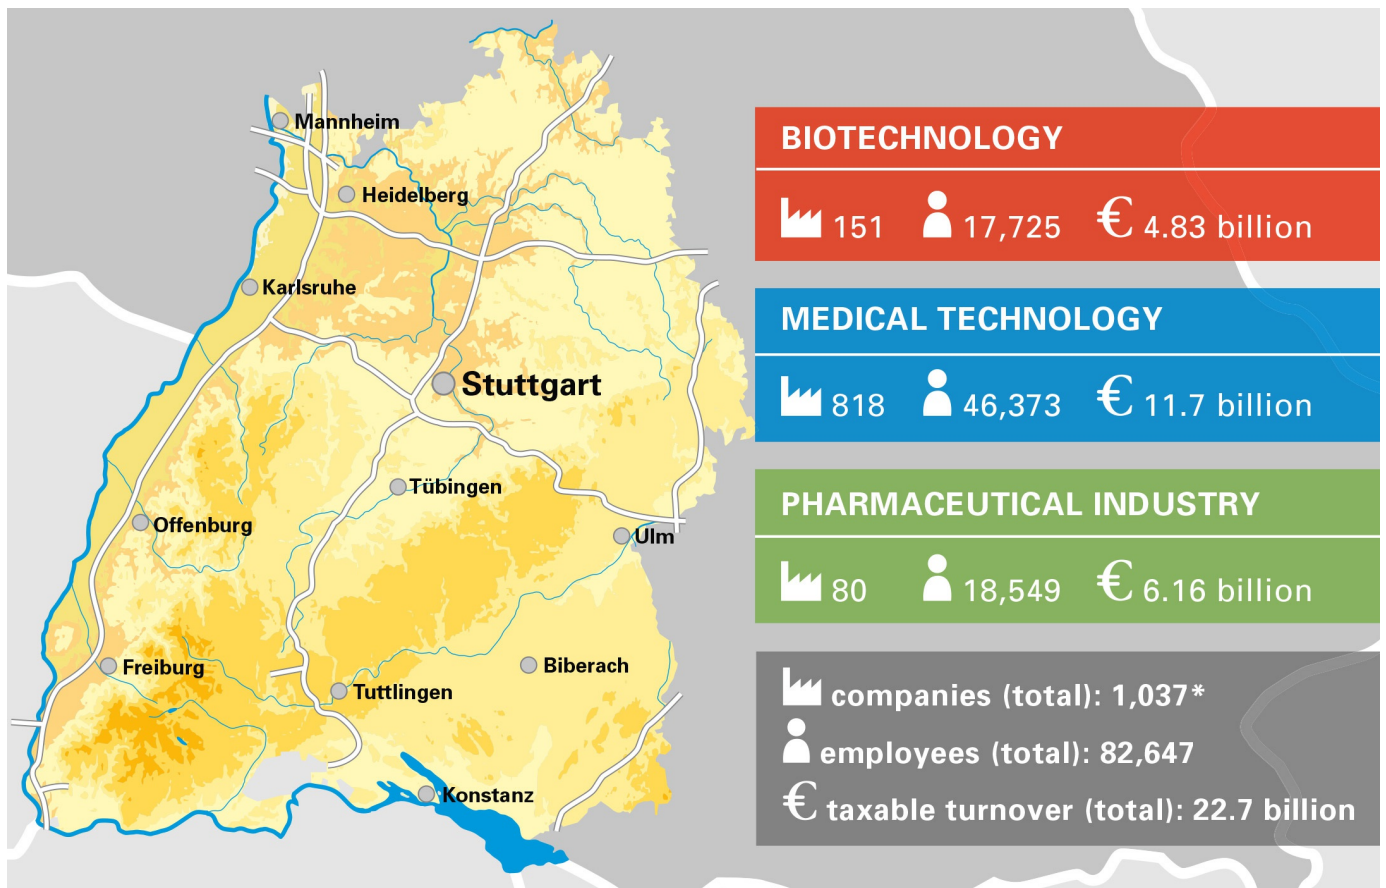 Mannheim
Heidelberg
Karlsruhe
Stuttgart
Tübingen
Offenburg
Ulm
Freiburg
Biberach
Tuttlingen
Konstanz
BIOTECHNOLOGY
151 17,725 € 4.83 billion
MEDICAL TECHNOLOGY
818 46,373 € 11.7 billion
PHARMACEUTICAL INDUSTRY
80 18,549 € 6.16 billion
companies (total): 1,037*
employees (total): 82,647
€ taxable turnover (total): 22.7 billion